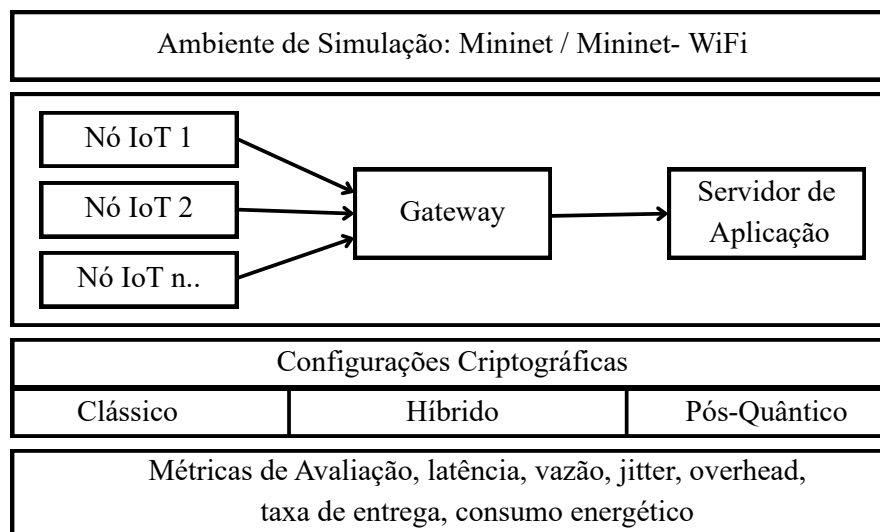 Ambiente de Simulação: Mininet / Mininet- WiFi
Nó IoT 1
Nó IoT 2
Nó IoT n..
Gateway
Servidor de
Aplicação
Configurações Criptográficas
Clássico
Híbrido
Pós-Quântico
Métricas de Avaliação, latência, vazão, jitter, overhead,
taxa de entrega, consumo energético